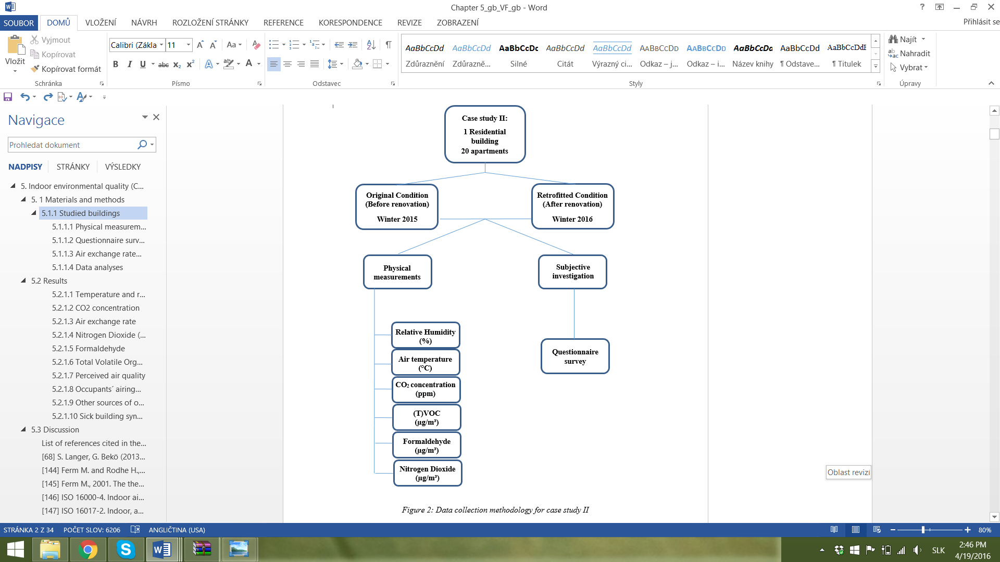 Chapter 5_gb_VF_gb - Word
SOUBOR DOMŮ VLOŽENÍ NÁVRH ROZLOŽENÍ STRÁNKY REFERENCE KORESPONDENCE REVIZE ZOBRAZENÍ Přihlásit se
Vložit
Vyjmout
Kopírovat
Kopírovat formát
Schránka
Calibri (Zákla 11
Písmo
Odstavec
AaBbCcDd AaBbCcDd AaBbCcDc AaBbCcDd AaBbCcDd AaBbCcDd AaBbCcDd AaBbCcDd AaBbCcDd AaBbCcDdE
Zdůraznění Zdůrazně... Silné Citát Výrazný ci... Odkaz – j... Odkaz – i... Název knihy ¶ Odstave... ¶ Titulek
Styly
Najít
Nahradit
Vybrat
Úpravy
Navigace
Prohledat dokument
NADPISY STRÁNKY VÝSLEDKY
5. Indoor environmental quality (C...
5. 1 Materials and methods
5.1.1 Studied buildings
5.1.1.1 Physical measurem...
5.1.1.2 Questionnaire surv...
5.1.1.3 Air exchange rate...
5.1.1.4 Data analyses
5.2 Results
5.2.1.1 Temperature and r...
5.2.1.2 CO2 concentration
5.2.1.3 Air exchange rate
5.2.1.4 Nitrogen Dioxide (...
5.2.1.5 Formaldehyde
5.2.1.6 Total Volatile Org...
5.2.1.7 Perceived air quality
5.2.1.8 Occupants´ airing...
5.2.1.9 Other sources of o...
5.2.1.10 Sick building syn...
5.3 Discussion
List of references cited in the...
[68] S. Langer, G. Bekö (2013...
[144] Ferm M. and Rodhe H.,...
[145] Ferm M., 2001. The the...
[146] ISO 16000-4. Indoor ai...
[147] ISO 16017-2. Indoor, a...
Case study II:
1 Residential
building
20 apartments
Original Condition
(Before renovation)
Winter 2015
Retrofitted Condition
(After renovation)
Winter 2016
Physical
measurements
Subjective
investigation
Relative Humidity
(%)
Air temperature
(°C)
CO₂ concentration
(ppm)
(T)VOC
(µg/m³)
Formaldehyde
(µg/m³)
Nitrogen Dioxide
(µg/m³)
Questionnaire
survey
Oblast revizí
Figure 2: Data collection methodology for case study II
STRÁNKA 2 Z 34 POČET SLOV: 6206 ANGLIČTINA (USA) 80%
SLK
2:46 PM
4/19/2016